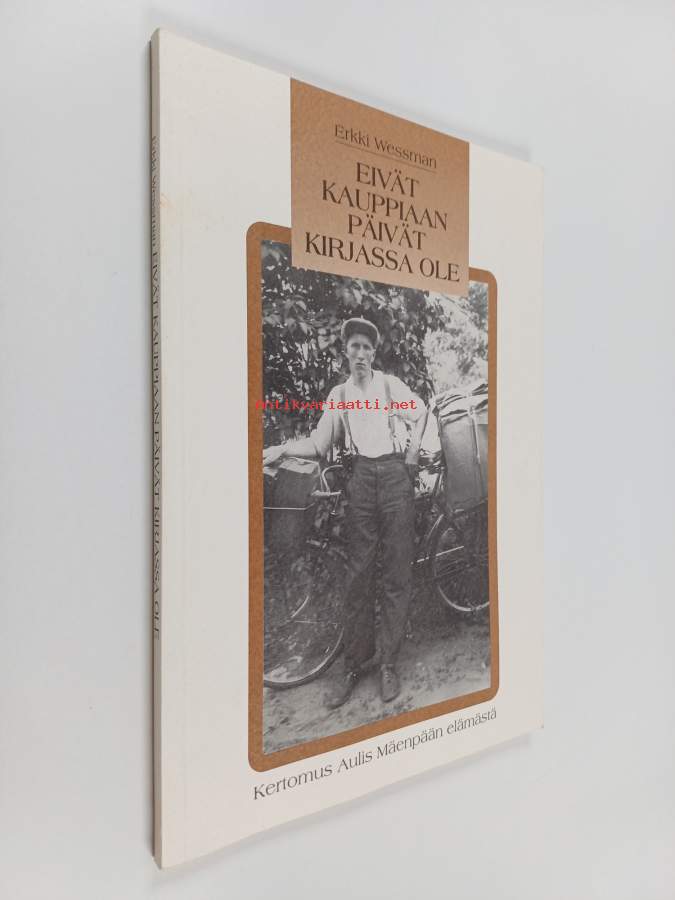 Erkki Wessman
EIVÄT
KAUPPIAAN
PÄIVÄT
KIRJASSA OLE
antikvariaatti.net
Kertomus Aulis Mäenpään elämästä
Erkki Wessman EIVÄT KAUPPIAAN PÄIVÄT KIRJASSA OLE